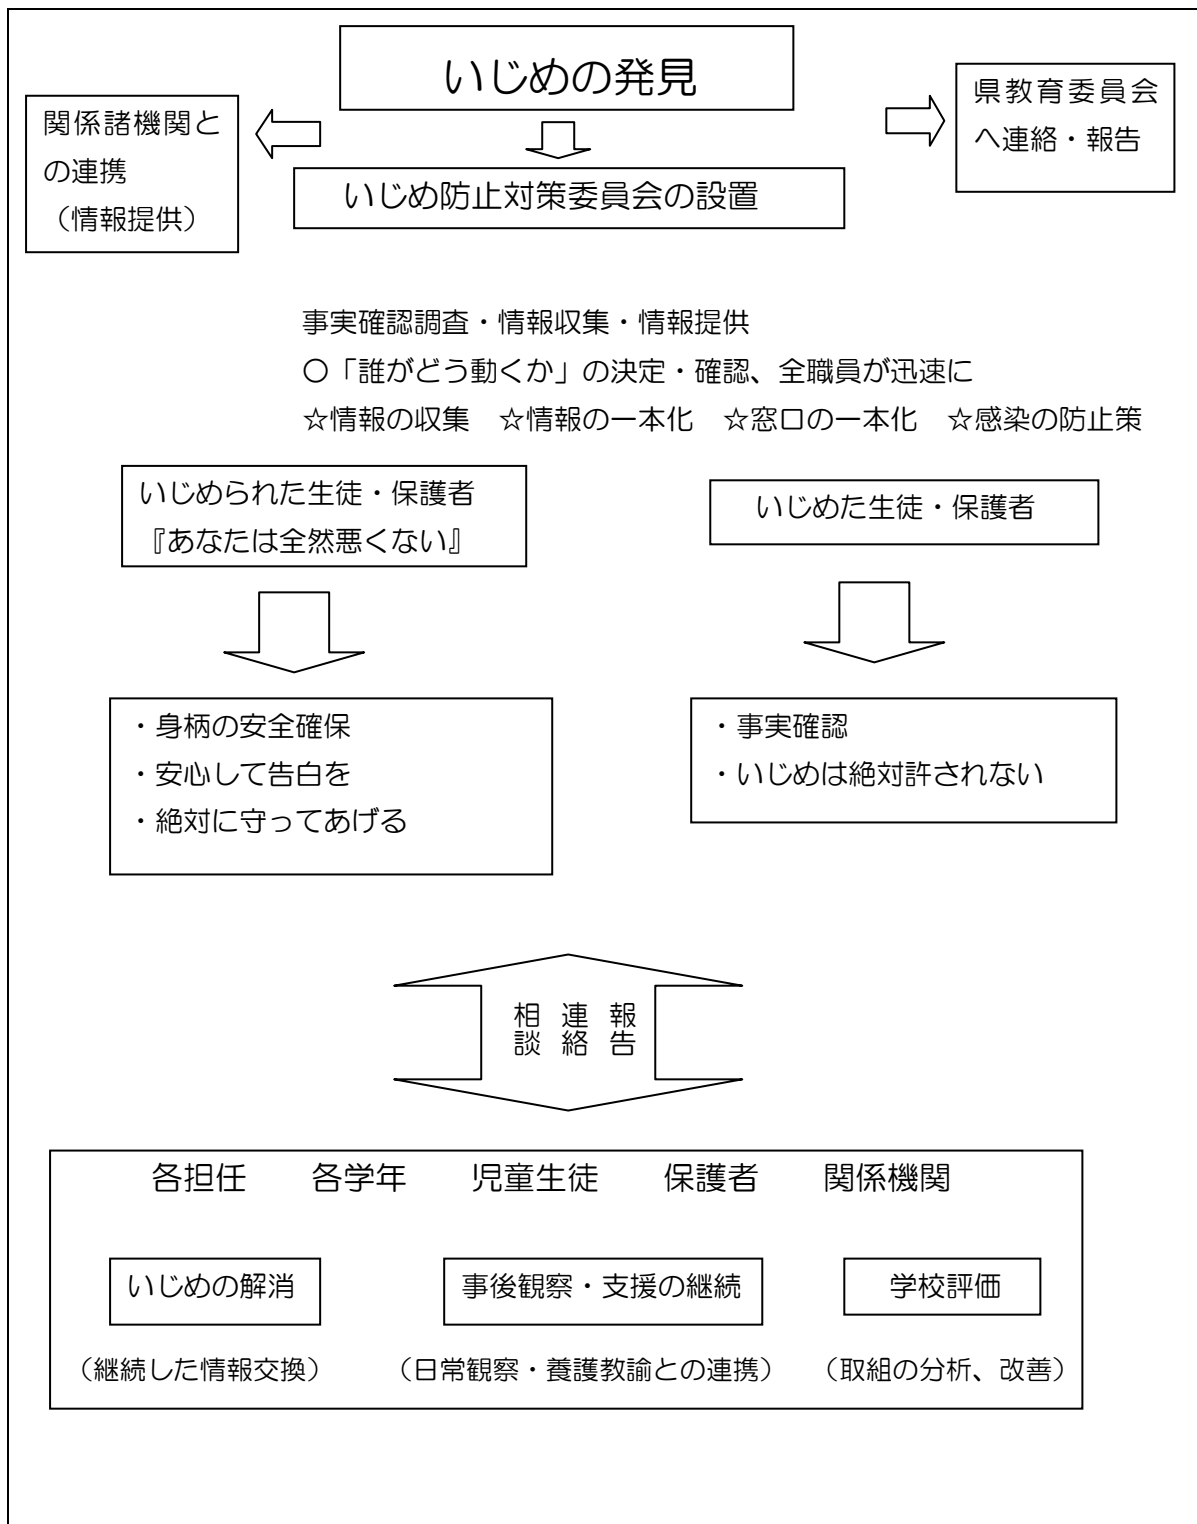 いじめの発見
関係諸機関と
の連携
（情報提供）
県教育委員会
へ連絡・報告
いじめ防止対策委員会の設置
事実確認調査・情報収集・情報提供
○「誰がどう動くか」の決定・確認、全職員が迅速に
☆情報の収集　☆情報の一本化　☆窓口の一本化　☆感染の防止策
いじめられた生徒・保護者
『あなたは全然悪くない』
いじめた生徒・保護者
・身柄の安全確保
・安心して告白を
・絶対に守ってあげる
・事実確認
・いじめは絶対許されない
報告
連絡
相談
各担任　各学年　児童生徒　保護者　関係機関
いじめの解消
事後観察・支援の継続
学校評価
（継続した情報交換）
（日常観察・養護教諭との連携）
（取組の分析、改善）